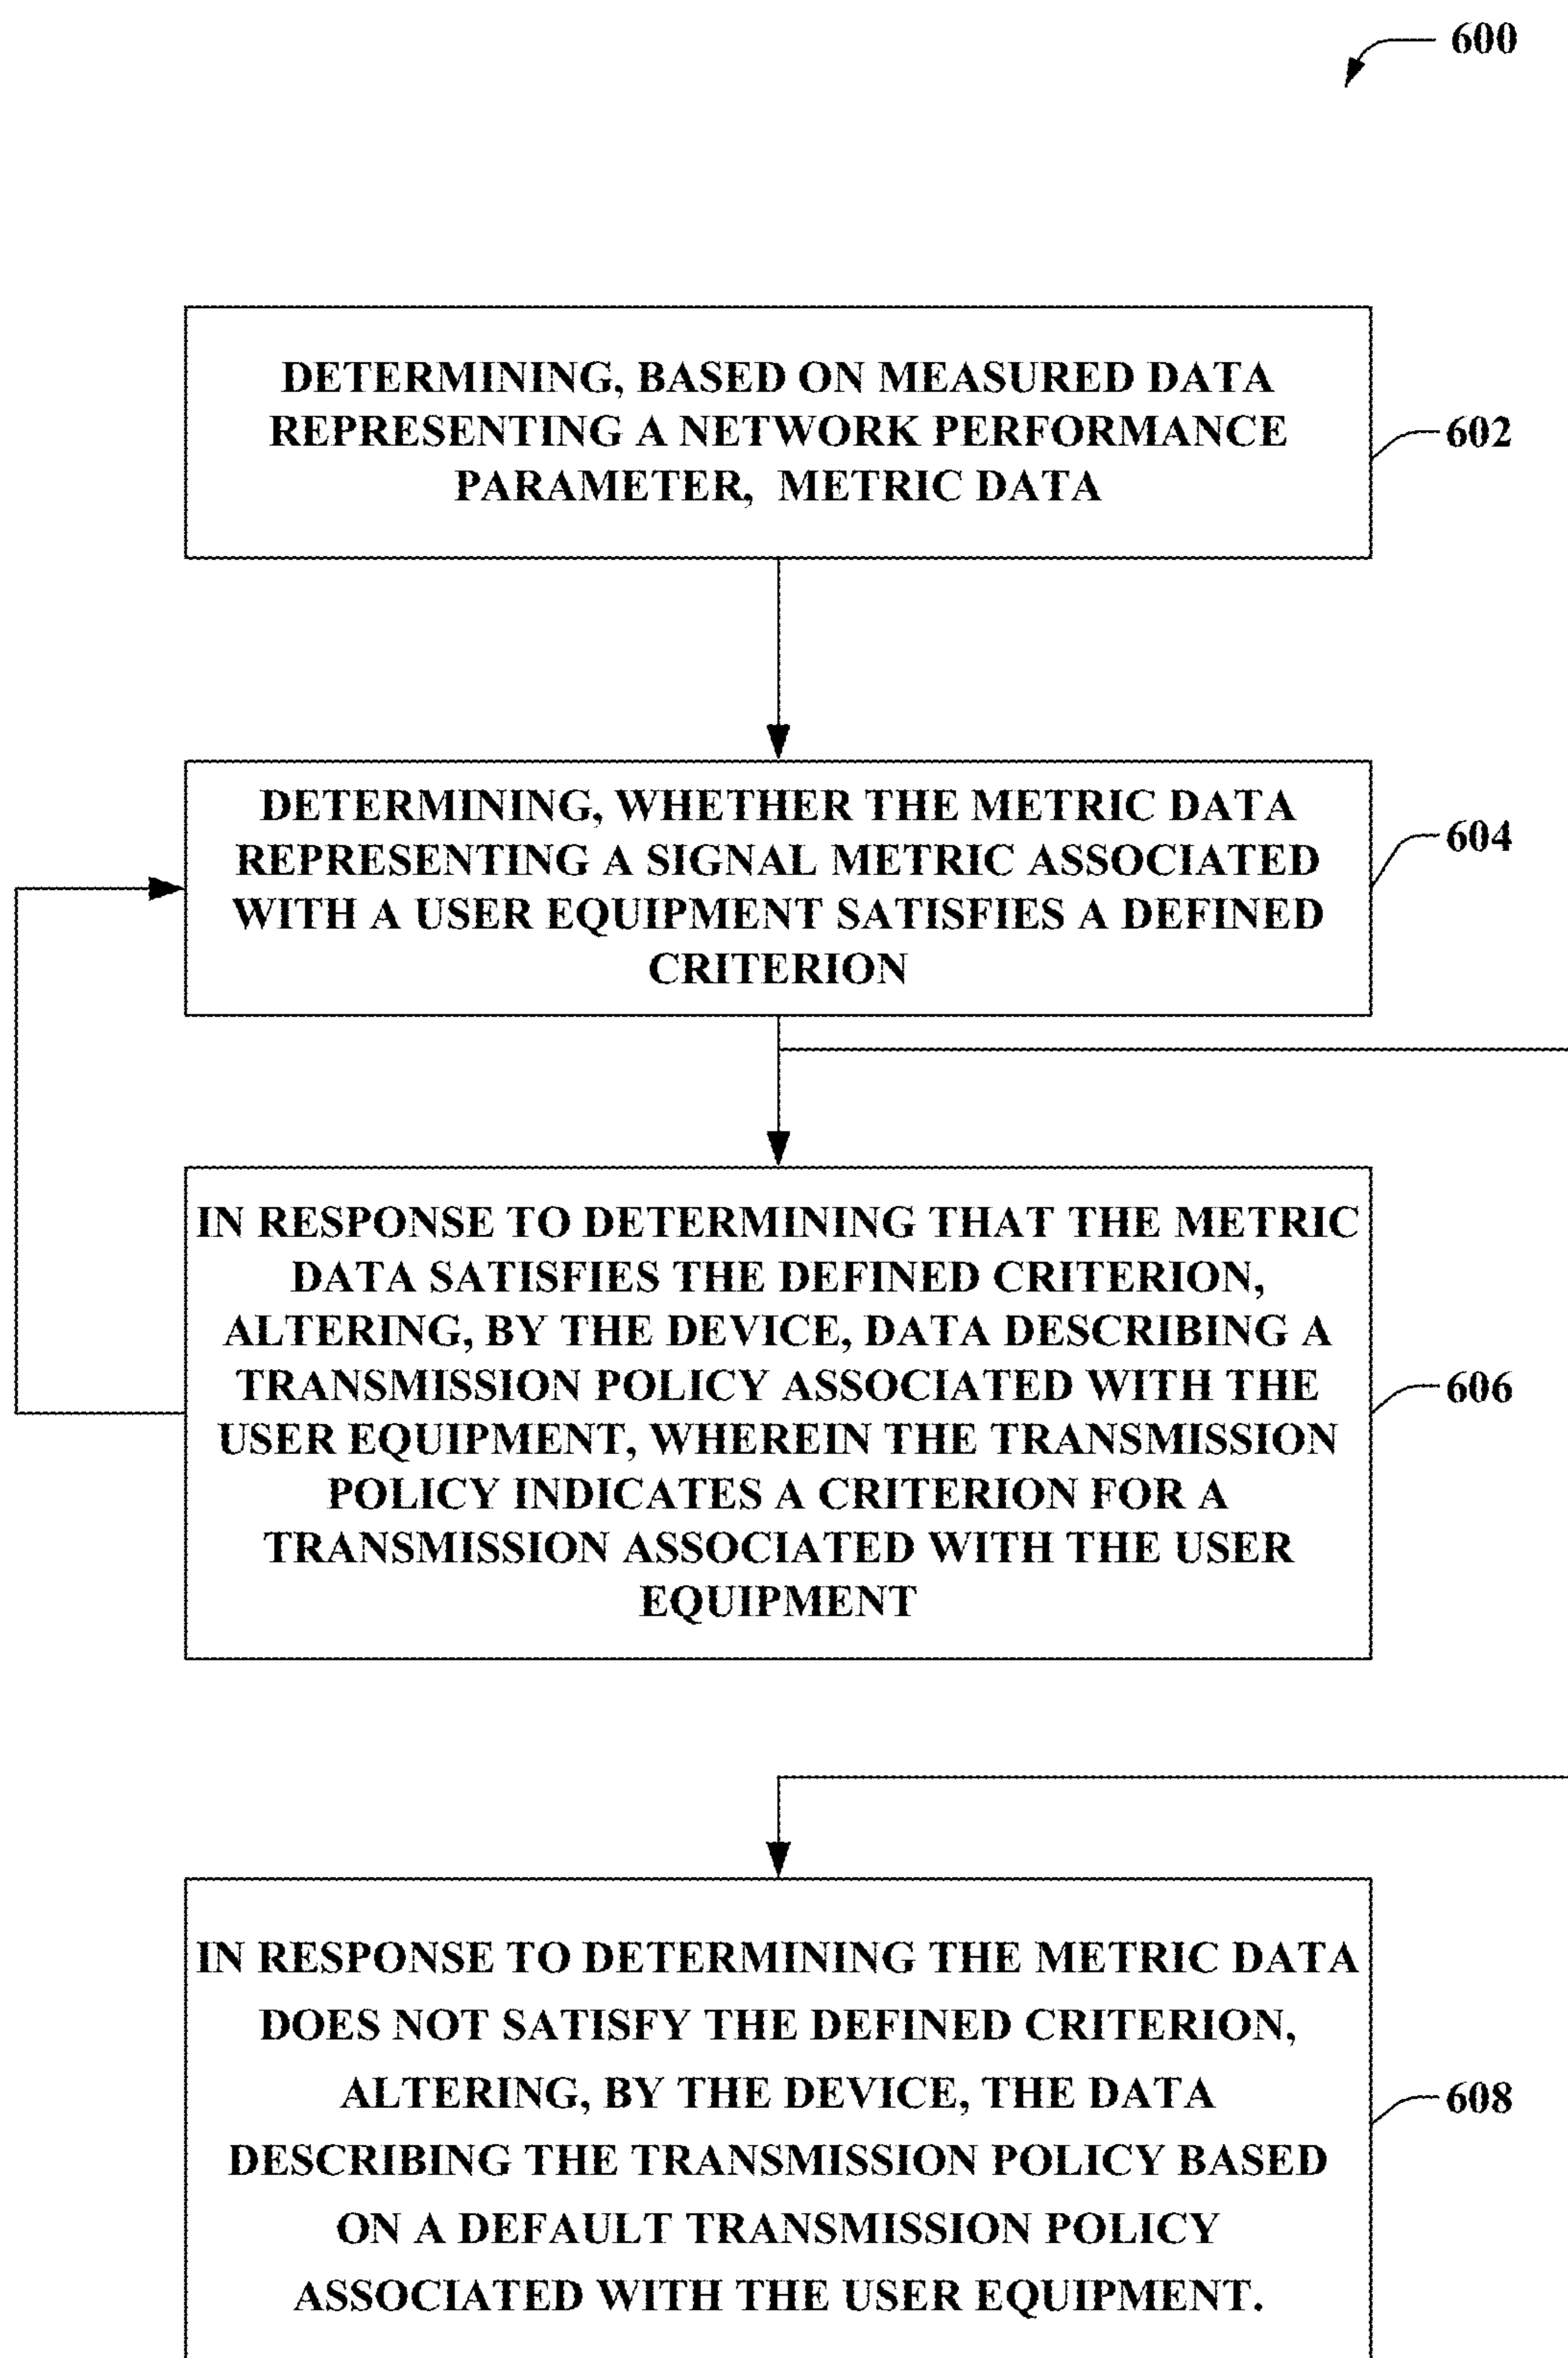 600
DETERMINING, BASED ON MEASURED DATA
REPRESENTING A NETWORK PERFORMANCE
PARAMETER, METRIC DATA
602
DETERMINING, WHETHER THE METRIC DATA
REPRESENTING A SIGNAL METRIC ASSOCIATED
WITH A USER EQUIPMENT SATISFIES A DEFINED
CRITERION
604
IN RESPONSE TO DETERMINING THAT THE METRIC
DATA SATISFIES THE DEFINED CRITERION,
ALTERING, BY THE DEVICE, DATA DESCRIBING A
TRANSMISSION POLICY ASSOCIATED WITH THE
USER EQUIPMENT, WHEREIN THE TRANSMISSION
POLICY INDICATES A CRITERION FOR A
TRANSMISSION ASSOCIATED WITH THE USER
EQUIPMENT
606
IN RESPONSE TO DETERMINING THE METRIC DATA
DOES NOT SATISFY THE DEFINED CRITERION,
ALTERING, BY THE DEVICE, THE DATA
DESCRIBING THE TRANSMISSION POLICY BASED
ON A DEFAULT TRANSMISSION POLICY
ASSOCIATED WITH THE USER EQUIPMENT.
608